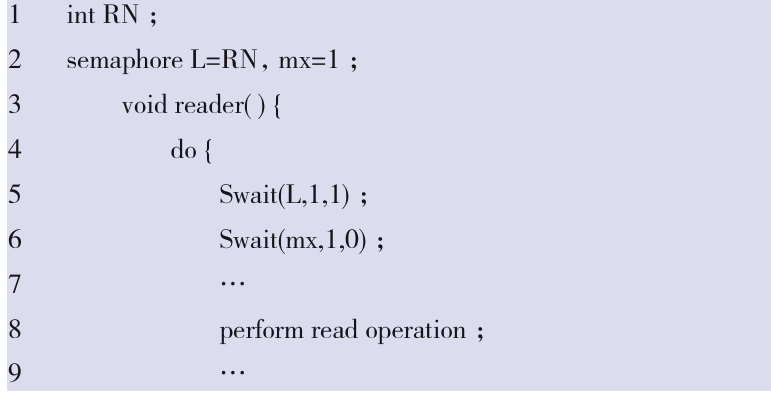 1 int RN ;
2 semaphore L=RN, mx=1 ;
3 void reader( ) {
4 do {
5 Swait(L,1,1) ;
6 Swait(mx,1,0) ;
7 …
8 perform read operation ;
9 …